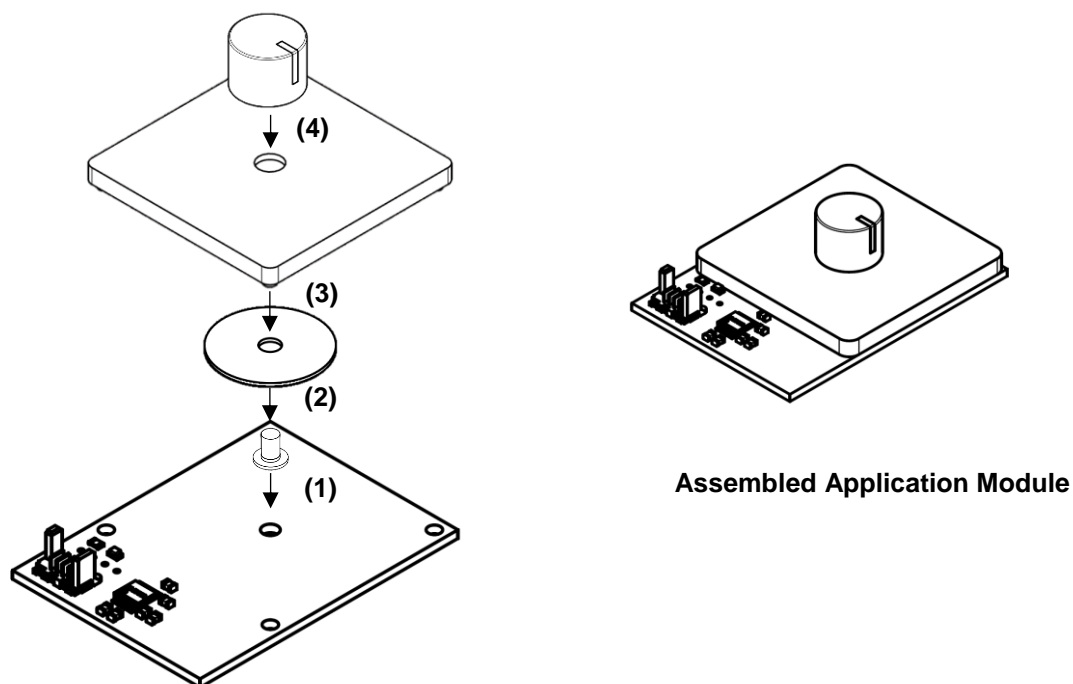 (4)
(3)
(2)
(1)
Assembled Application Module